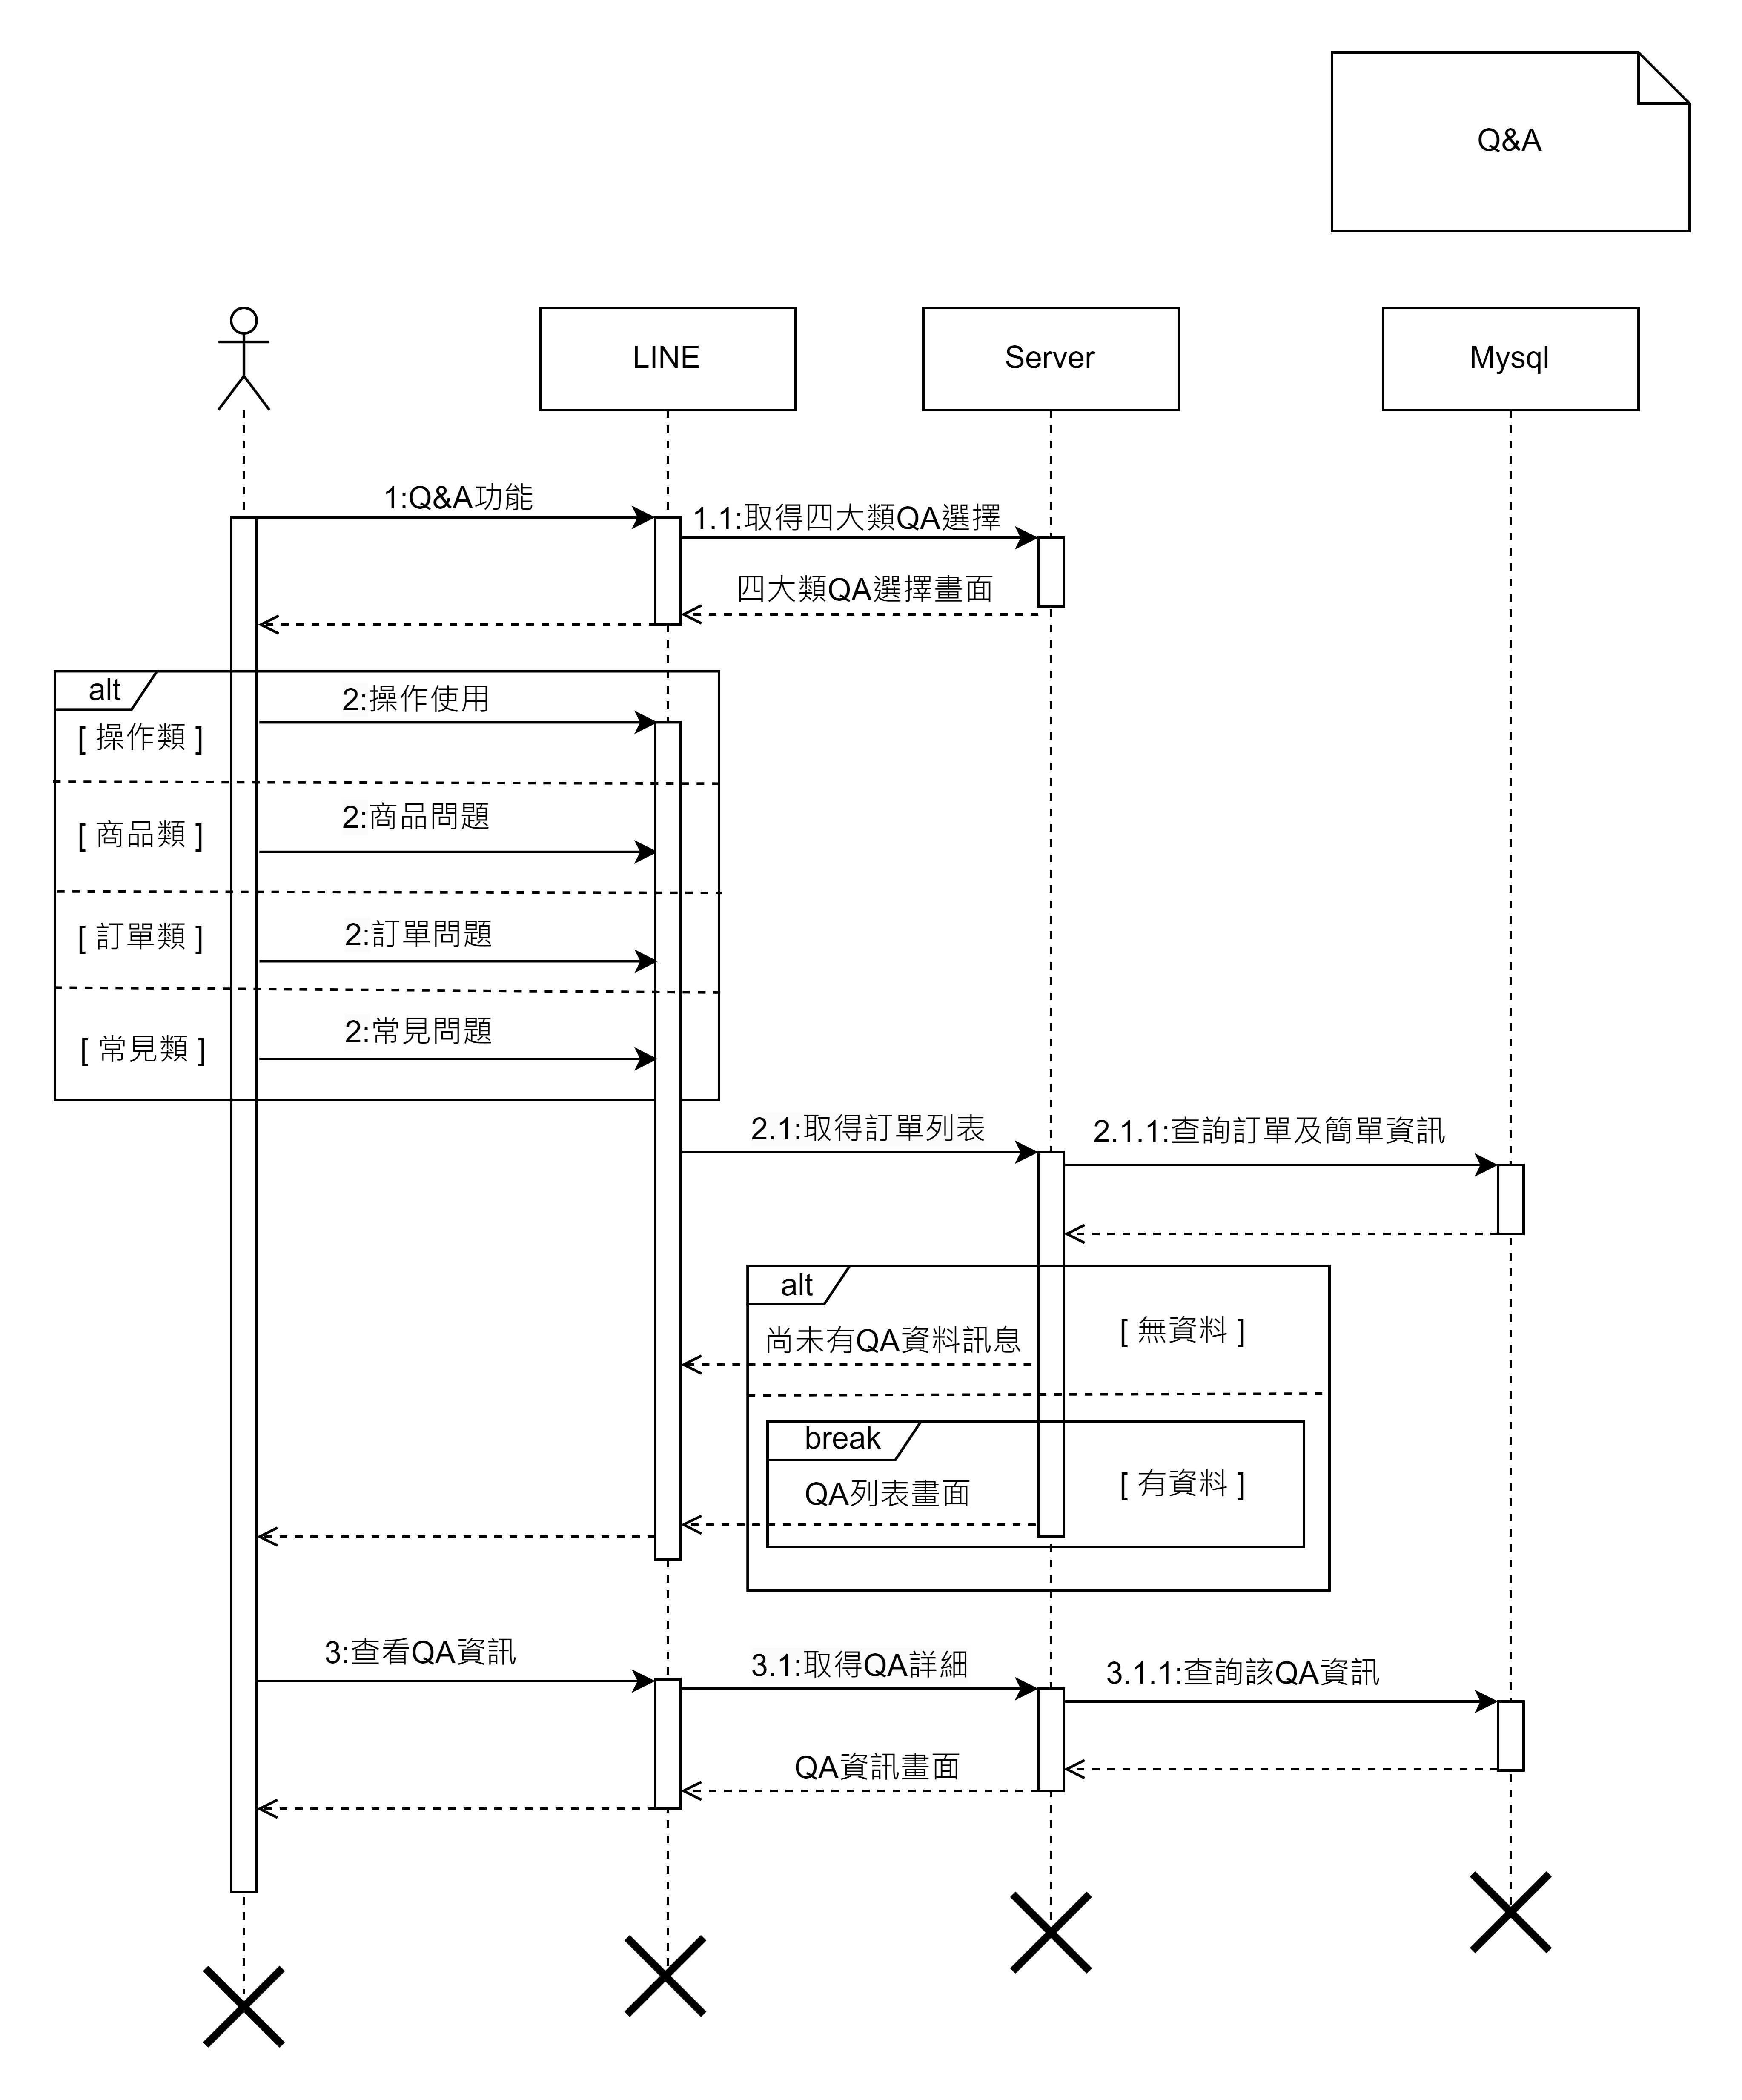 Q&A
LINE
Server
Mysql
1:Q&A功能
1.1:取得四大類QA選擇
四大類QA選擇畫面
alt
2:操作使用
[ 操作類 ]
2:商品問題
[ 商品類 ]
2:訂單問題
[ 訂單類 ]
2:常見問題
[ 常見類 ]
2.1:取得訂單列表
2.1.1:查詢訂單及簡單資訊
alt
[ 無資料 ]
尚未有QA資料訊息
break
[ 有資料 ]
QA列表畫面
3:查看QA資訊
3.1:取得QA詳細
3.1.1:查詢該QA資訊
QA資訊畫面